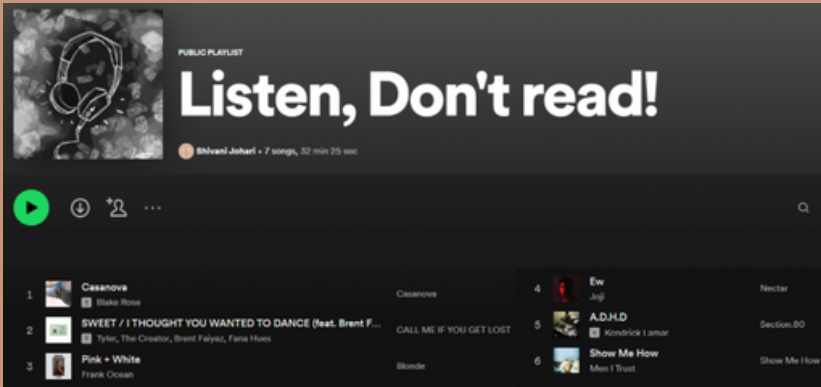 PUBLIC PLAYLIST
Listen, Don't read!
Shivani Johari • 7 songs, 32 min 25 sec
1 Casanova
E Blake Rose
Casanova
2 SWEET / I THOUGHT YOU WANTED TO DANCE (feat. Brent F...
E Tyler, The Creator, Brent Faiyaz, Fana Hues
CALL ME IF YOU GET LOST
3 Pink + White
Frank Ocean
Blonde
4 Ew
Joji
Nectar
5 A.D.H.D
E Kendrick Lamar
Section.80
6 Show Me How
Men I Trust
Show Me How